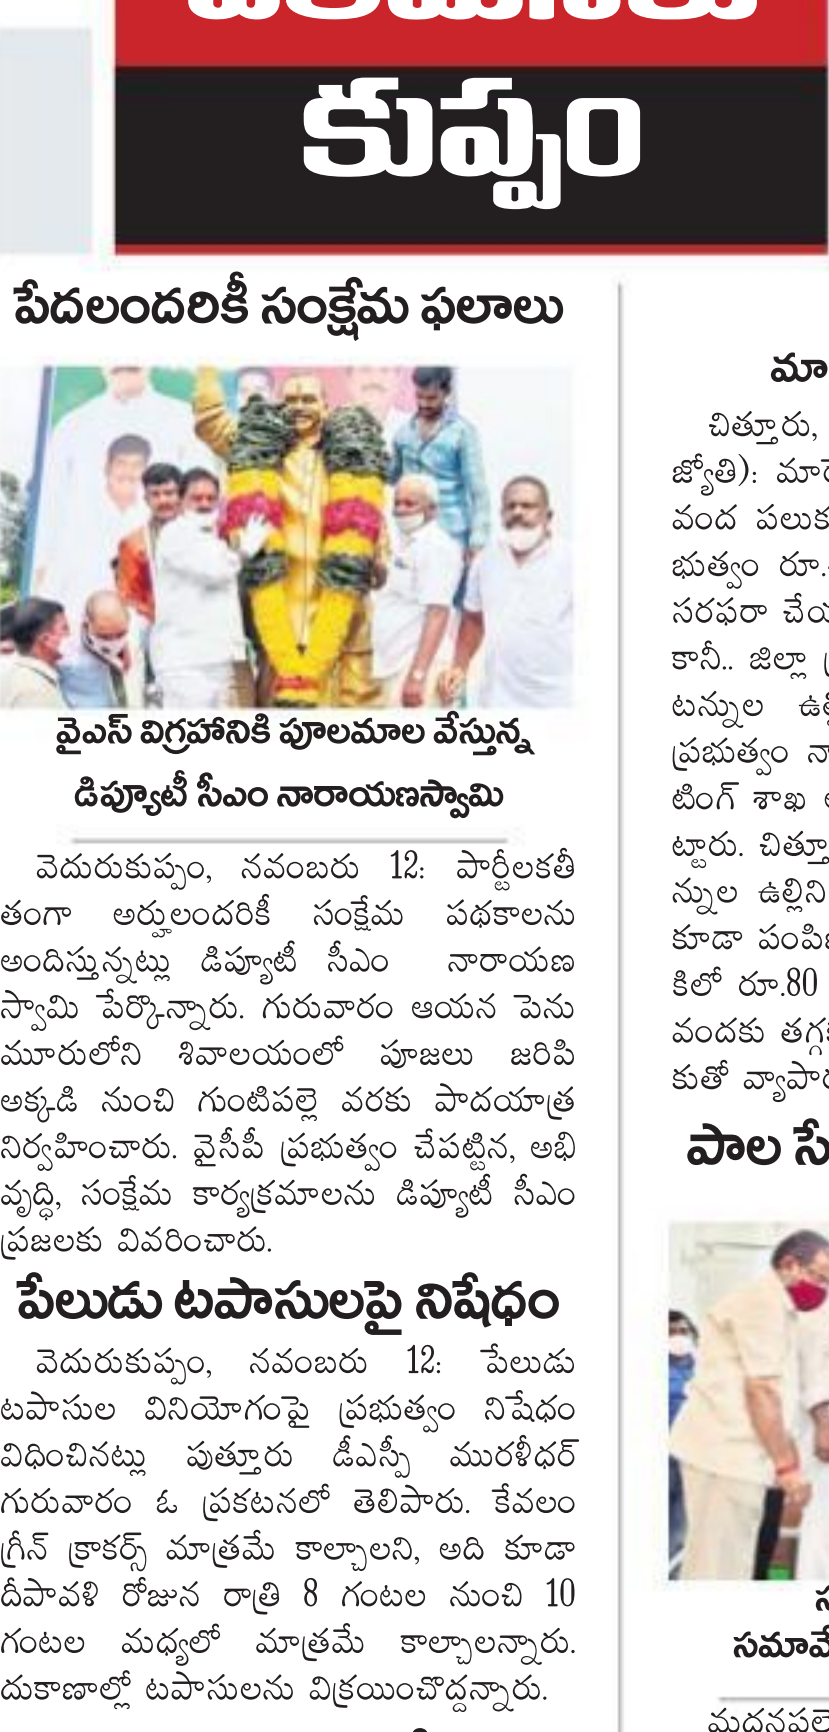 కుప్పం
పేదలందరికీ సంక్షేమ ఫలాలు
వైఎస్ విగ్రహానికి పూలమాల వేస్తున్న
డిప్యూటీ సీఎం నారాయణస్వామి
వెదురుకుప్పం, నవంబరు 12: పార్టీలకతీ
తంగా అర్హులందరికీ సంక్షేమ పథకాలను
అందిస్తున్నట్లు డిప్యూటీ సీఎం నారాయణ
స్వామి పేర్కొన్నారు. గురువారం ఆయన పెను
మూరులోని శివాలయంలో పూజలు జరిపి
అక్కడి నుంచి గుంటిపల్లె వరకు పాదయాత్ర
నిర్వహించారు. వైసీపీ ప్రభుత్వం చేపట్టిన, అభి
వృద్ధి, సంక్షేమ కార్యక్రమాలను డిప్యూటీ సీఎం
ప్రజలకు వివరించారు.
పేలుడు టపాసులపై నిషేధం
వెదురుకుప్పం, నవంబరు 12: పేలుడు
టపాసుల వినియోగంపై ప్రభుత్వం నిషేధం
విధించినట్లు పుత్తూరు డీఎస్పీ మురళీధర్
గురువారం ఓ ప్రకటనలో తెలిపారు. కేవలం
గ్రీన్ క్రాకర్స్ మాత్రమే కాల్చాలని, అది కూడా
దీపావళి రోజున రాత్రి 8 గంటల నుంచి 10
గంటల మధ్యలో మాత్రమే కాల్చాలన్నారు.
దుకాణాల్లో టపాసులను విక్రయించొద్దన్నారు.
మా
చిత్తూరు,
జ్యోతి): మా
వంద పలుక
భుత్వం రూ.
సరఫరా చేయ
కానీ.. జిల్లా
టన్నుల
ప్రభుత్వం నా
టింగ్ శాఖ
ట్టారు. చిత్తూ
న్నుల ఉల్లిని
కూడా పంపిణ
కిలో రూ.80
వందకు తగ్గ
కుతో వ్యాపార
పాల సే
సమావే
మదనపల్లె